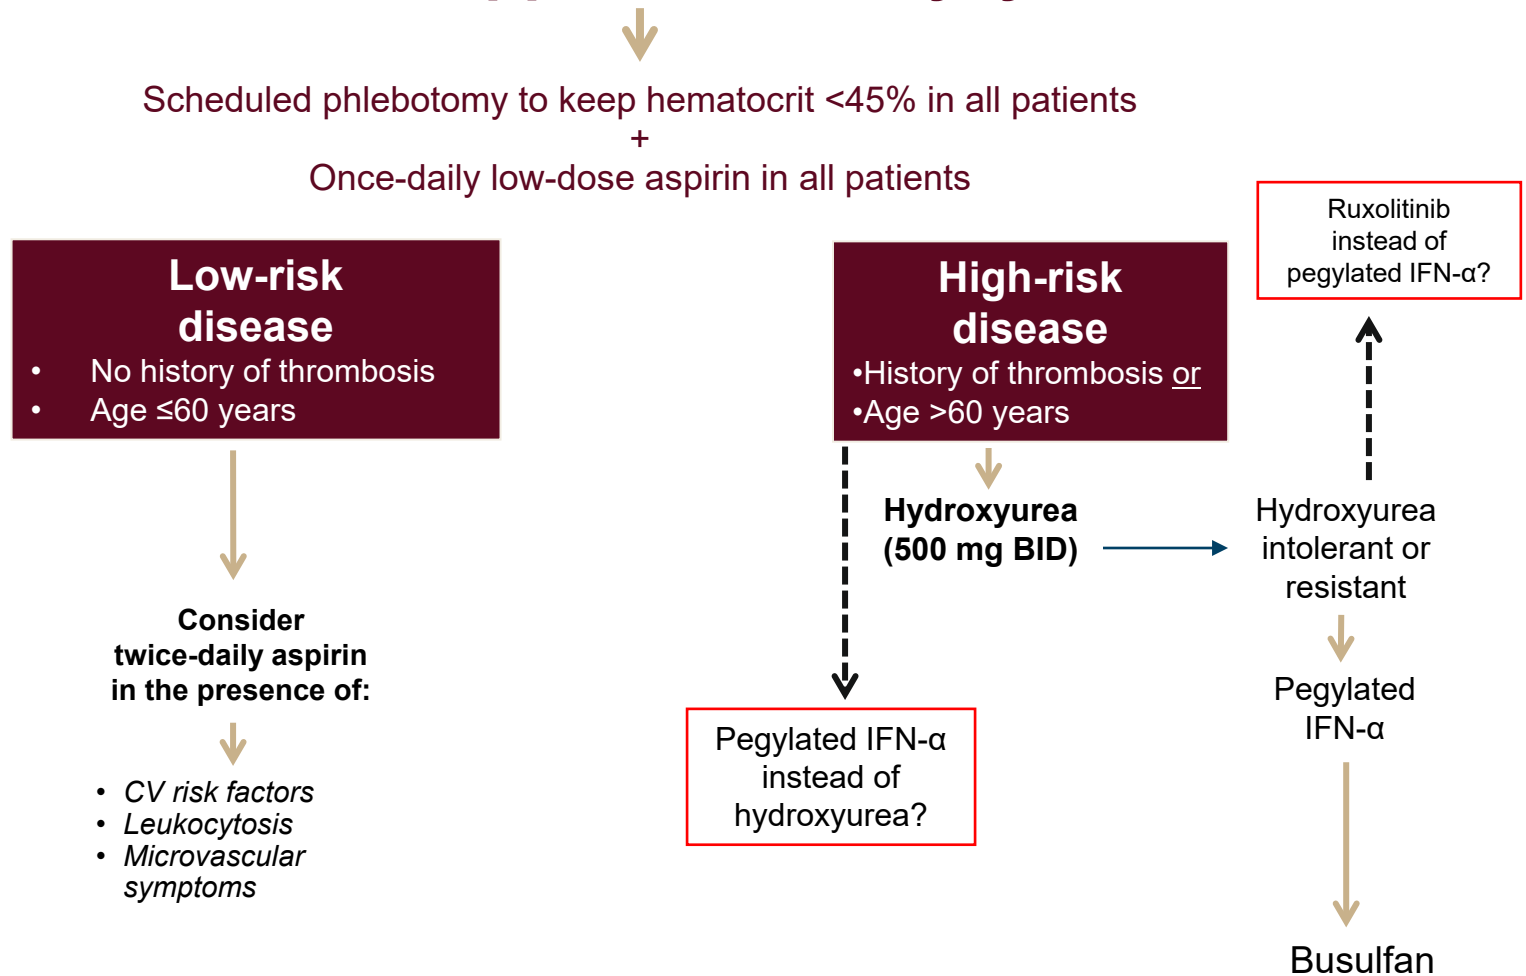 Scheduled phlebotomy to keep hematocrit <45% in all patients
+
Once-daily low-dose aspirin in all patients
Low-risk
disease
• No history of thrombosis
• Age ≤60 years
Consider
twice-daily aspirin
in the presence of:
• CV risk factors
• Leukocytosis
• Microvascular
symptoms
High-risk
disease
•History of thrombosis or
•Age >60 years
Hydroxyurea
(500 mg BID)
Pegylated IFN-α
instead of
hydroxyurea?
Ruxolitinib
instead of
pegylated IFN-α?
Hydroxyurea
intolerant or
resistant
Pegylated
IFN-α
Busulfan